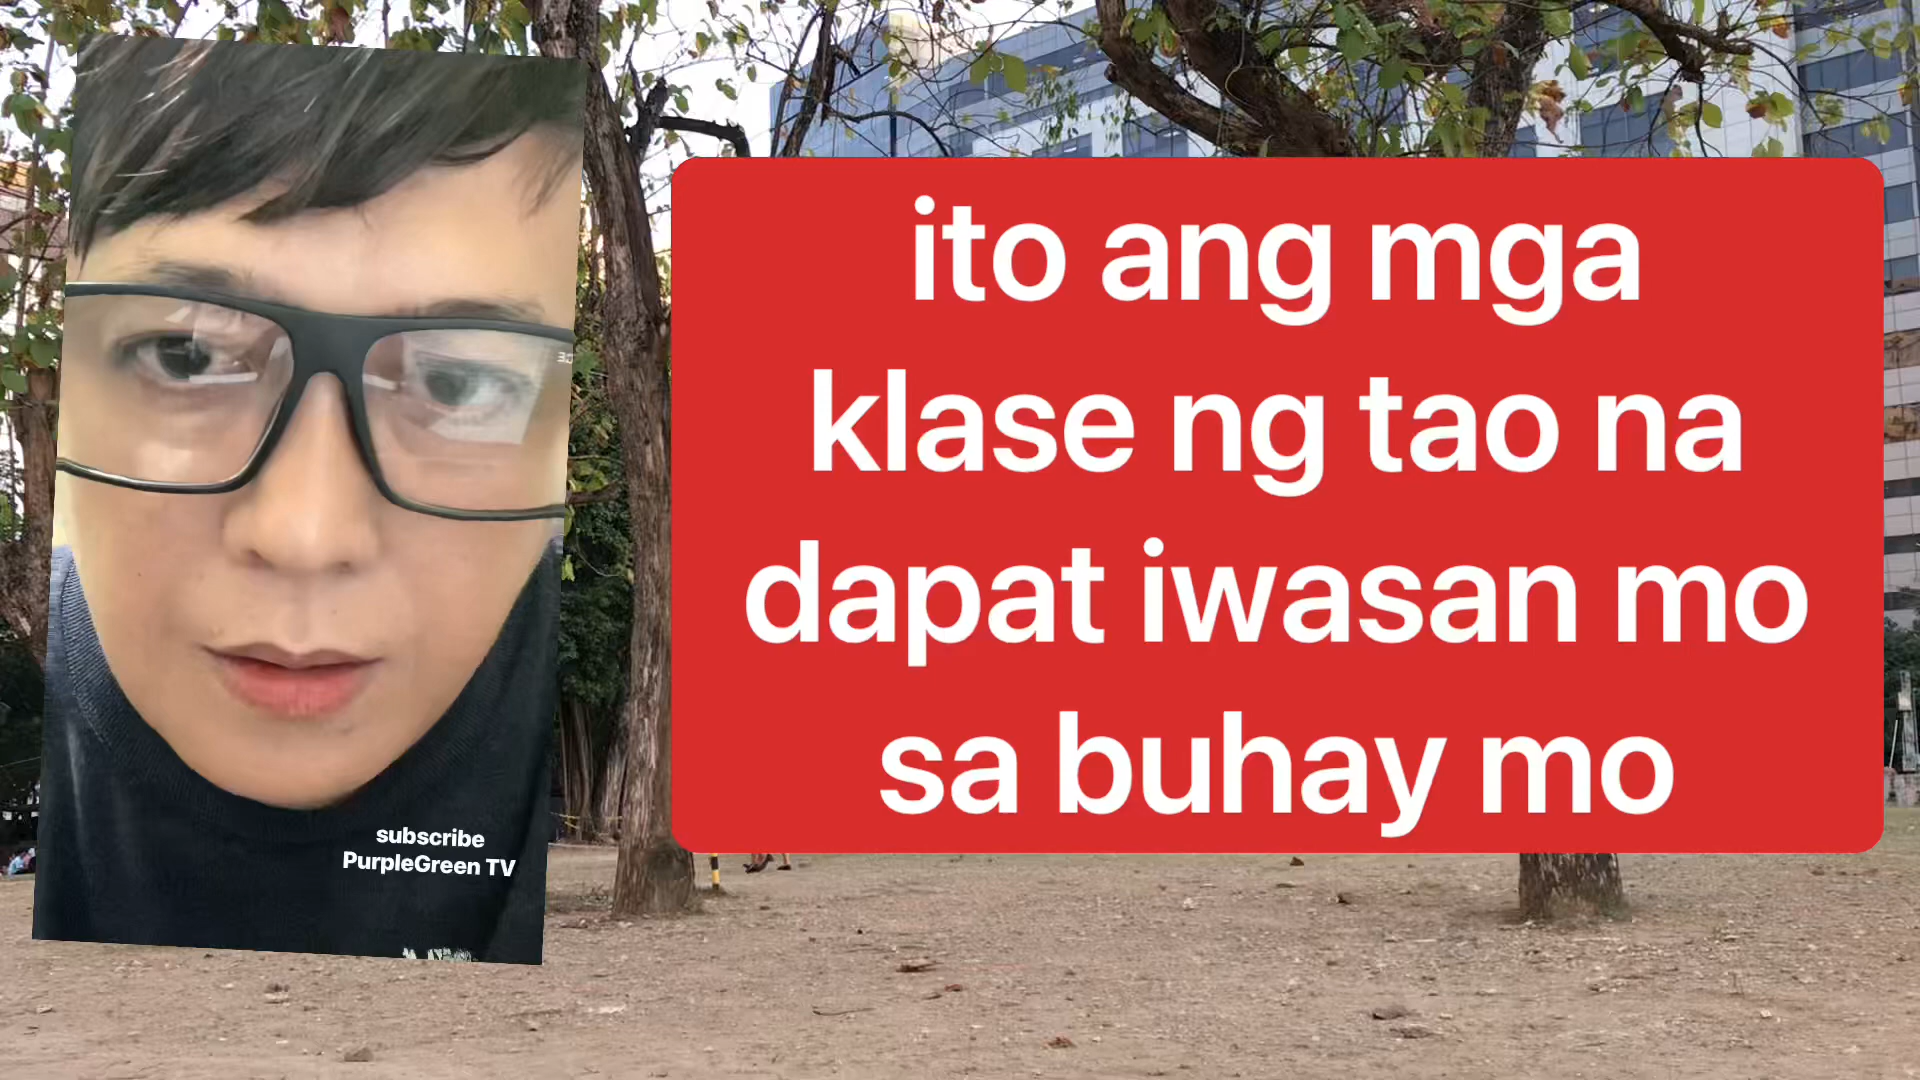 ito ang mga
klase ng tao na
dapat iwasan mo
sa buhay mo
subscribe
PurpleGreen TV